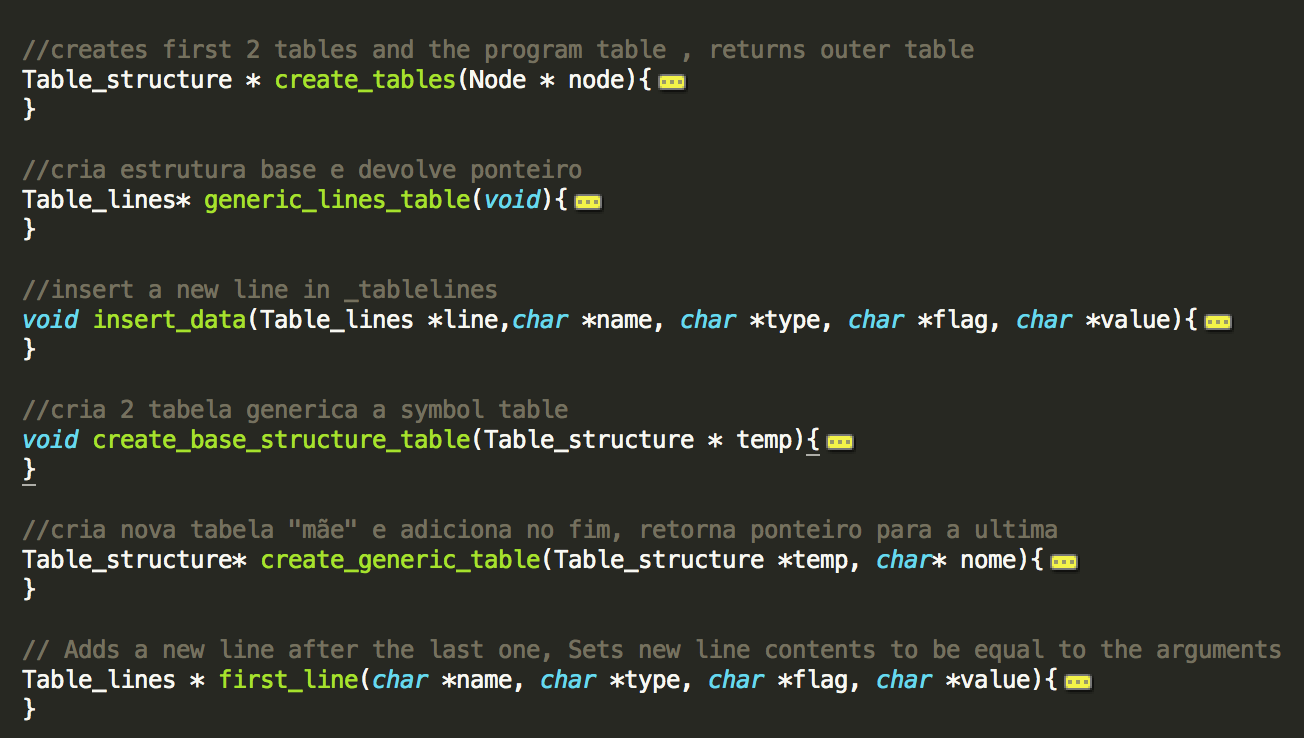 //creates first 2 tables and the program table , returns outer table
Table_structure * create_tables(Node * node){
}
//cria estrutura base e devolve ponteiro
Table_lines* generic_lines_table(void){
}
//insert a new line in _tablelines
void insert_data(Table_lines *line,char *name, char *type, char *flag, char *value){
}
//cria 2 tabela generica a symbol table
void create_base_structure_table(Table_structure * temp){
}
//cria nova tabela "mãe" e adiciona no fim, retorna ponteiro para a ultima
Table_structure* create_generic_table(Table_structure *temp, char* nome){
}
// Adds a new line after the last one, Sets new line contents to be equal to the arguments
Table_lines * first_line(char *name, char *type, char *flag, char *value){
}